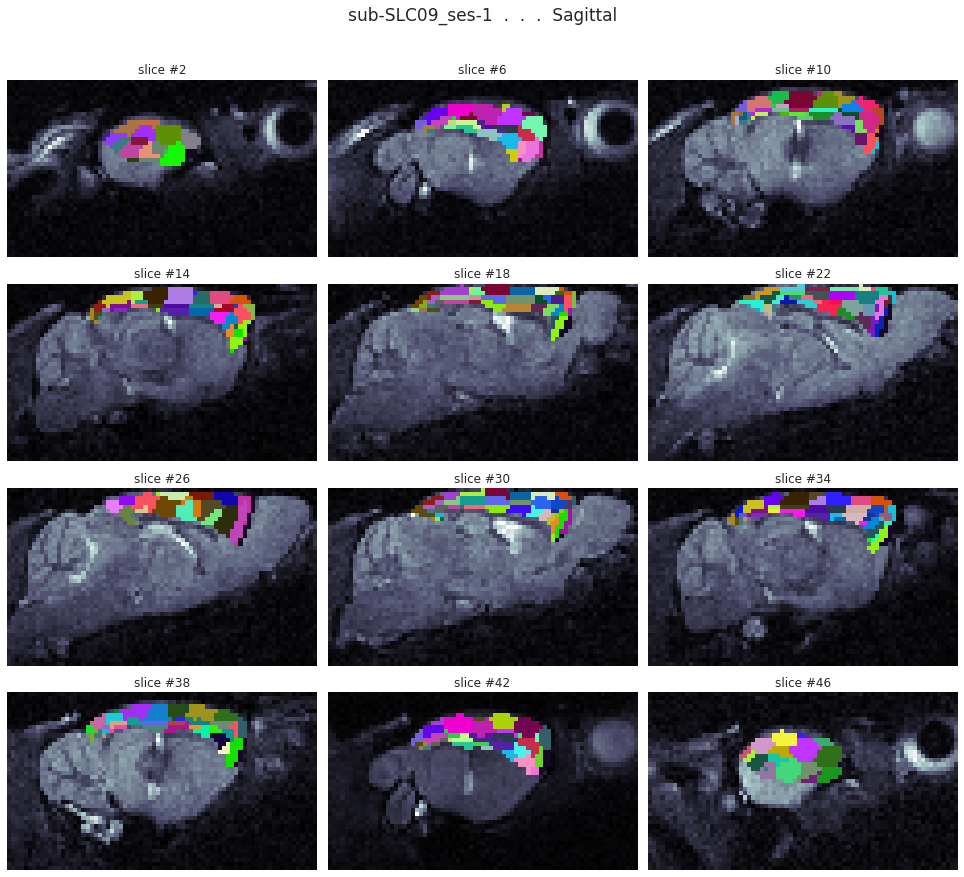 sub-SLC09_ses-1 . . . Sagittal
slice #2
slice #6
slice #10
slice #14
slice #18
slice #22
slice #26
slice #30
slice #34
slice #38
slice #42
slice #46